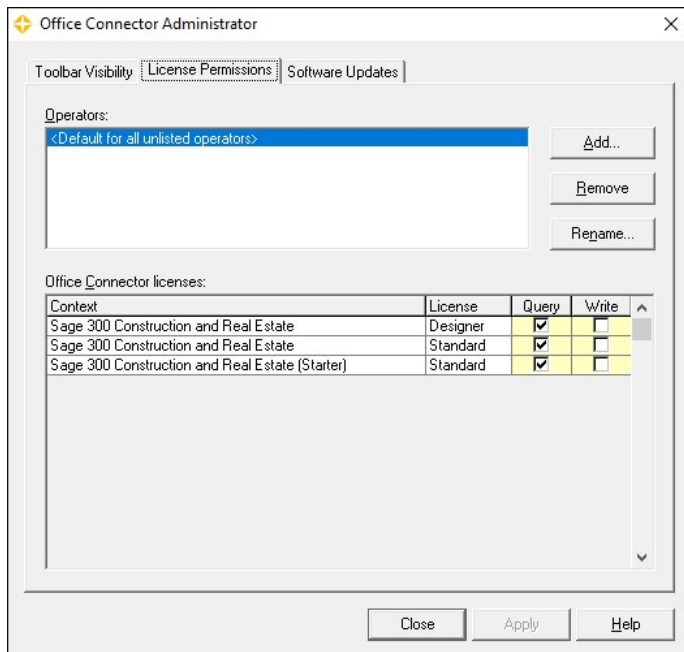 Office Connector Administrator
Toolbar Visibility License Permissions Software Updates
Operators:
<Default for all unlisted operators>
Add...
Remove
Rename...
Office Connector licenses:
Context License Query Write
Sage 300 Construction and Real Estate Designer
Sage 300 Construction and Real Estate Standard
Sage 300 Construction and Real Estate (Starter) Standard
Close Apply Help